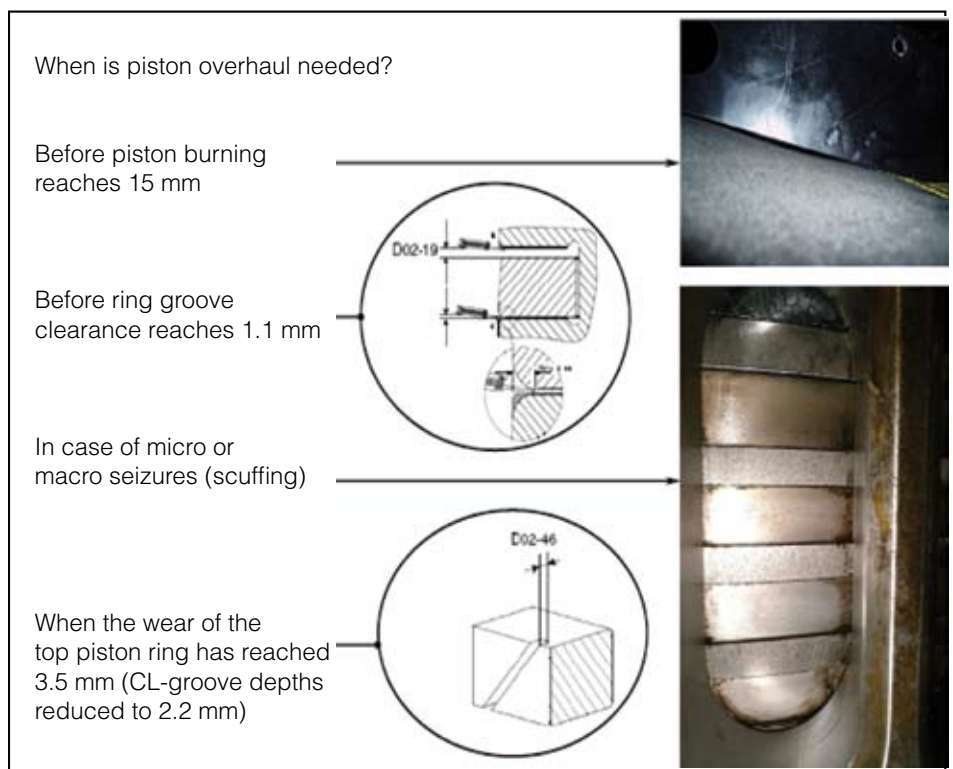 When is piston overhaul needed?
Before piston burning
reaches 15 mm
D02-19
Before ring groove
clearance reaches 1.1 mm
In case of micro or
macro seizures (scuffing)
D02-46
When the wear of the
top piston ring has reached
3.5 mm (CL-groove depths
reduced to 2.2 mm)